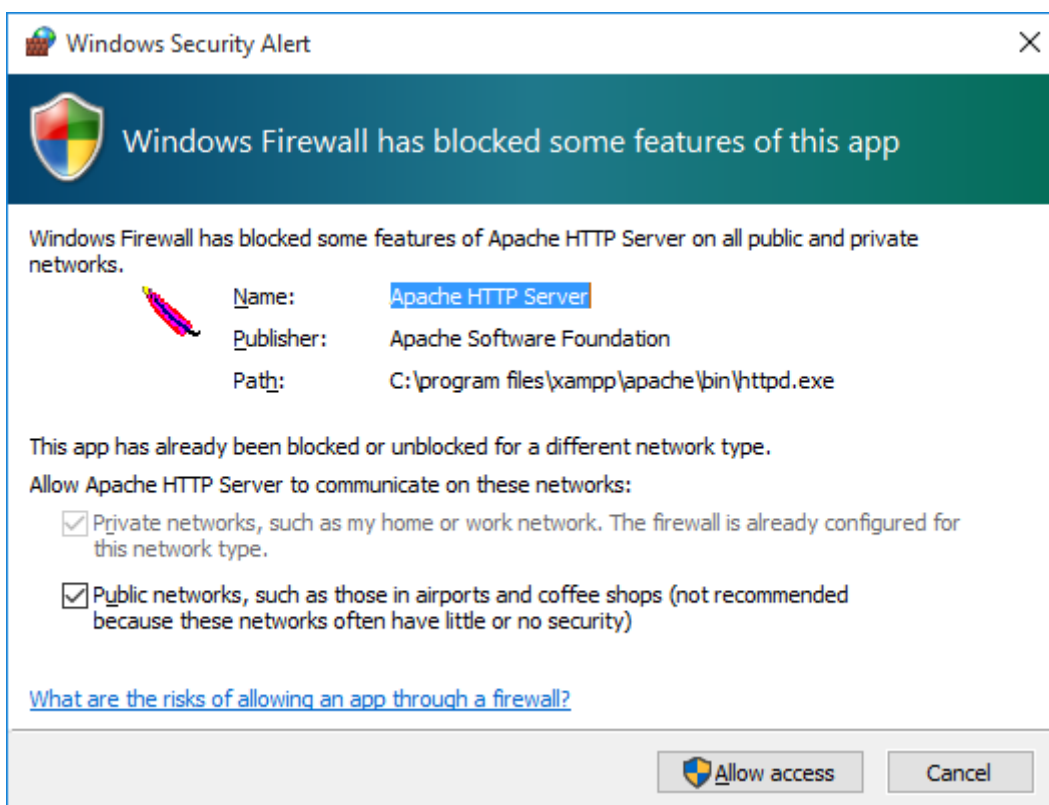 Windows Security Alert
Windows Firewall has blocked some features of this app
Windows Firewall has blocked some features of Apache HTTP Server on all public and private
networks.
Name: Apache HTTP Server
Publisher: Apache Software Foundation
Path: C:\program files\xampp\apache\bin\httpd.exe
This app has already been blocked or unblocked for a different network type.
Allow Apache HTTP Server to communicate on these networks:
Private networks, such as my home or work network. The firewall is already configured for
this network type.
Public networks, such as those in airports and coffee shops (not recommended
because these networks often have little or no security)
What are the risks of allowing an app through a firewall?
Allow access Cancel